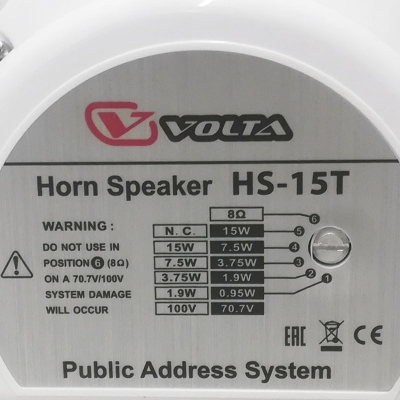 VOLTA
Horn Speaker HS-15T
WARNING :
DO NOT USE IN
POSITION 6 (8Ω)
ON A 70.7V/100V
SYSTEM DAMAGE
WILL OCCUR
8Ω 6
N. C. 15W 5
15W 7.5W 4
7.5W 3.75W 3
3.75W 1.9W 2
1.9W 0.95W 1
100V 70.7V
EAC CE
Public Address System